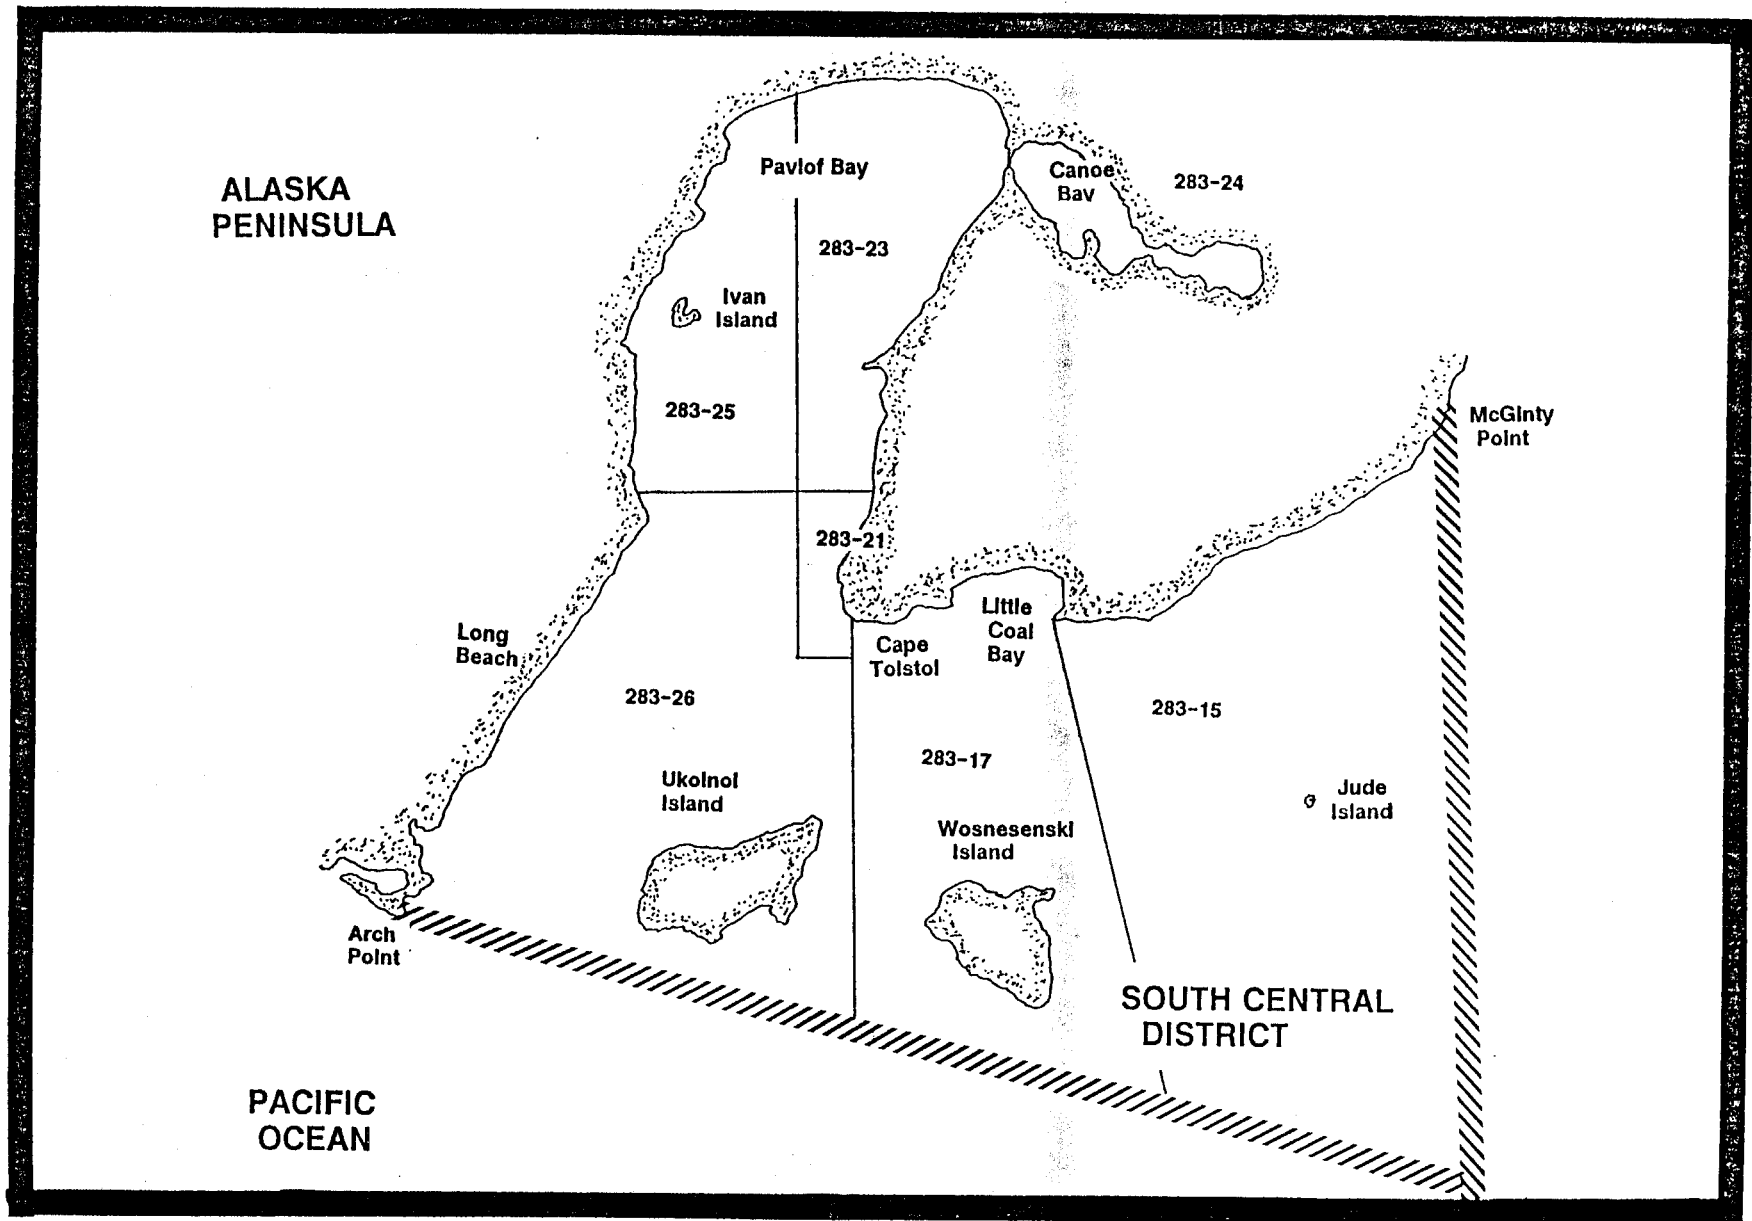 ALASKA
PENINSULA
Pavlof Bay
Canoe
Bay
283-24
283-23
Ivan
Island
283-25
McGinty
Point
283-21
Little
Coal
Bay
Cape
Tolstol
Long
Beach
283-26
283-15
283-17
Ukolnol
Island
Jude
Island
Wosnesenski
Island
Arch
Point
SOUTH CENTRAL
DISTRICT
PACIFIC
OCEAN